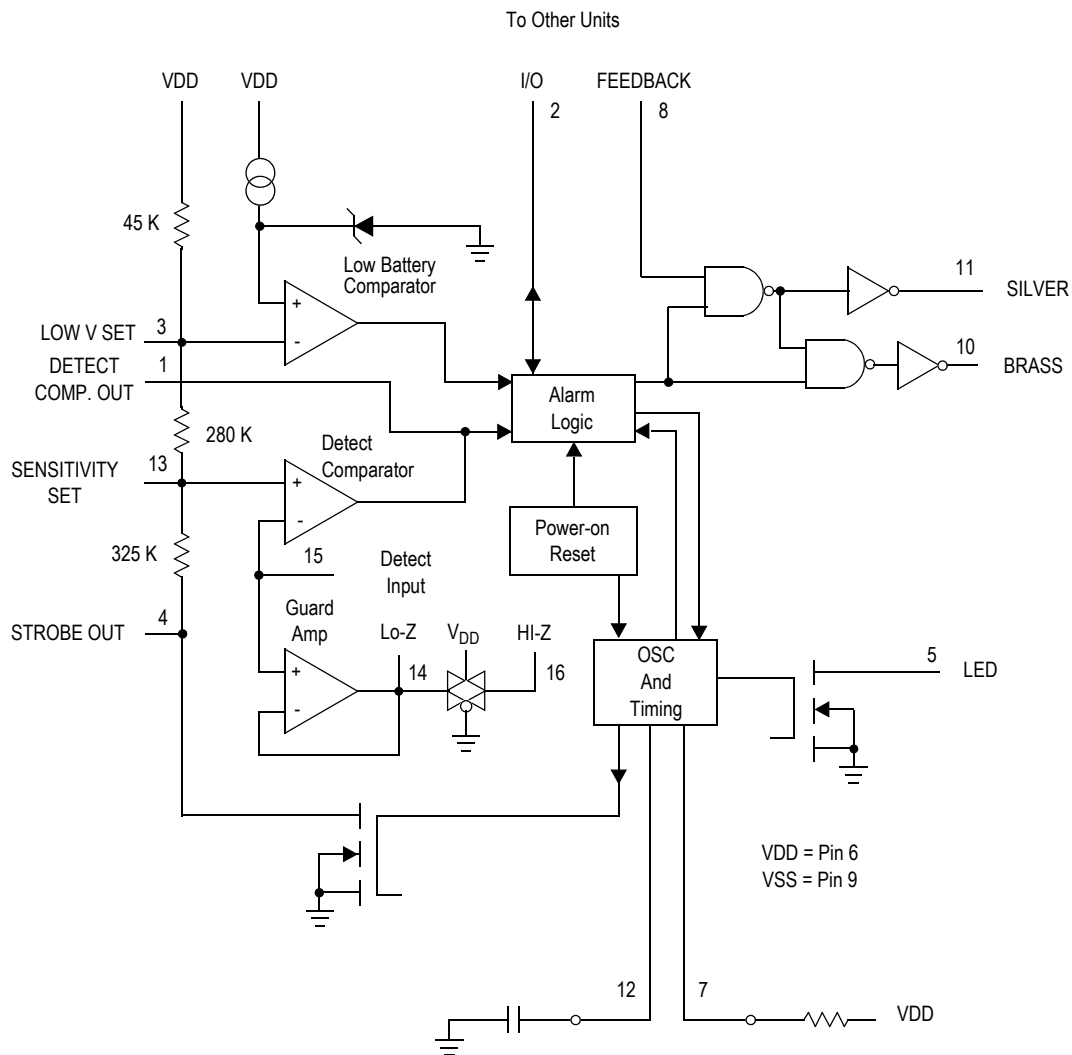 To Other Units
VDD
VDD
I/O
FEEDBACK
2
8
45 K
Low Battery
Comparator
+
-
LOW V SET
3
11
SILVER
10
BRASS
DETECT
COMP. OUT
1
Alarm
Logic
280 K
Detect
Comparator
SENSITIVITY
SET
13
+
-
Power-on
Reset
325 K
15
Detect
Input
STROBE OUT
4
Guard
Amp
Lo-Z
VDD
HI-Z
14
16
+
-
OSC
And
Timing
5
LED
VDD = Pin 6
VSS = Pin 9
12
7
VDD